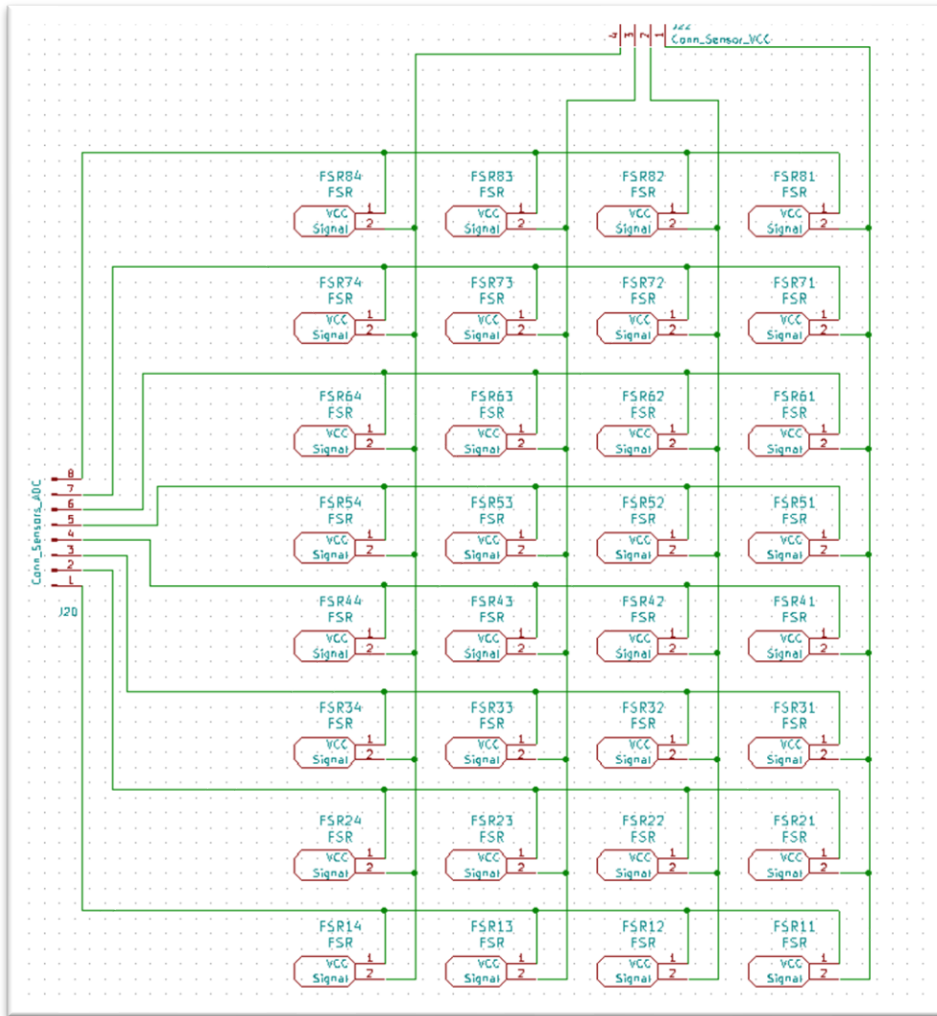 J22
Conn_Sensor_VCC
4 3 2 1
FSR84 FSR83 FSR82 FSR81
FSR FSR FSR FSR
VCC 1 VCC 1 VCC 1 VCC 1
Signal 2 Signal 2 Signal 2 Signal 2
FSR74 FSR73 FSR72 FSR71
FSR FSR FSR FSR
VCC 1 VCC 1 VCC 1 VCC 1
Signal 2 Signal 2 Signal 2 Signal 2
FSR64 FSR63 FSR62 FSR61
FSR FSR FSR FSR
VCC 1 VCC 1 VCC 1 VCC 1
Signal 2 Signal 2 Signal 2 Signal 2
Conn_Sensors_ADC
8
7
6
5
4
3
2
1
J20
FSR54 FSR53 FSR52 FSR51
FSR FSR FSR FSR
VCC 1 VCC 1 VCC 1 VCC 1
Signal 2 Signal 2 Signal 2 Signal 2
FSR44 FSR43 FSR42 FSR41
FSR FSR FSR FSR
VCC 1 VCC 1 VCC 1 VCC 1
Signal 2 Signal 2 Signal 2 Signal 2
FSR34 FSR33 FSR32 FSR31
FSR FSR FSR FSR
VCC 1 VCC 1 VCC 1 VCC 1
Signal 2 Signal 2 Signal 2 Signal 2
FSR24 FSR23 FSR22 FSR21
FSR FSR FSR FSR
VCC 1 VCC 1 VCC 1 VCC 1
Signal 2 Signal 2 Signal 2 Signal 2
FSR14 FSR13 FSR12 FSR11
FSR FSR FSR FSR
VCC 1 VCC 1 VCC 1 VCC 1
Signal 2 Signal 2 Signal 2 Signal 2